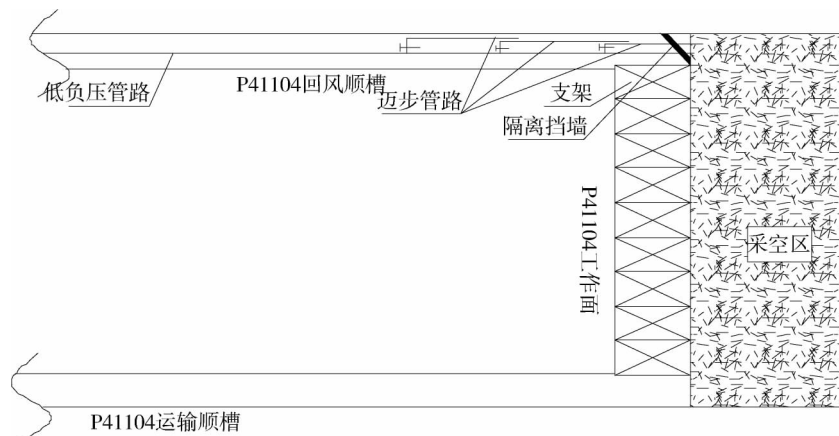 低负压管路
P41104回风顺槽
迈步管路
支架
隔离挡墙
P41104工作面
采空区
P41104运输顺槽